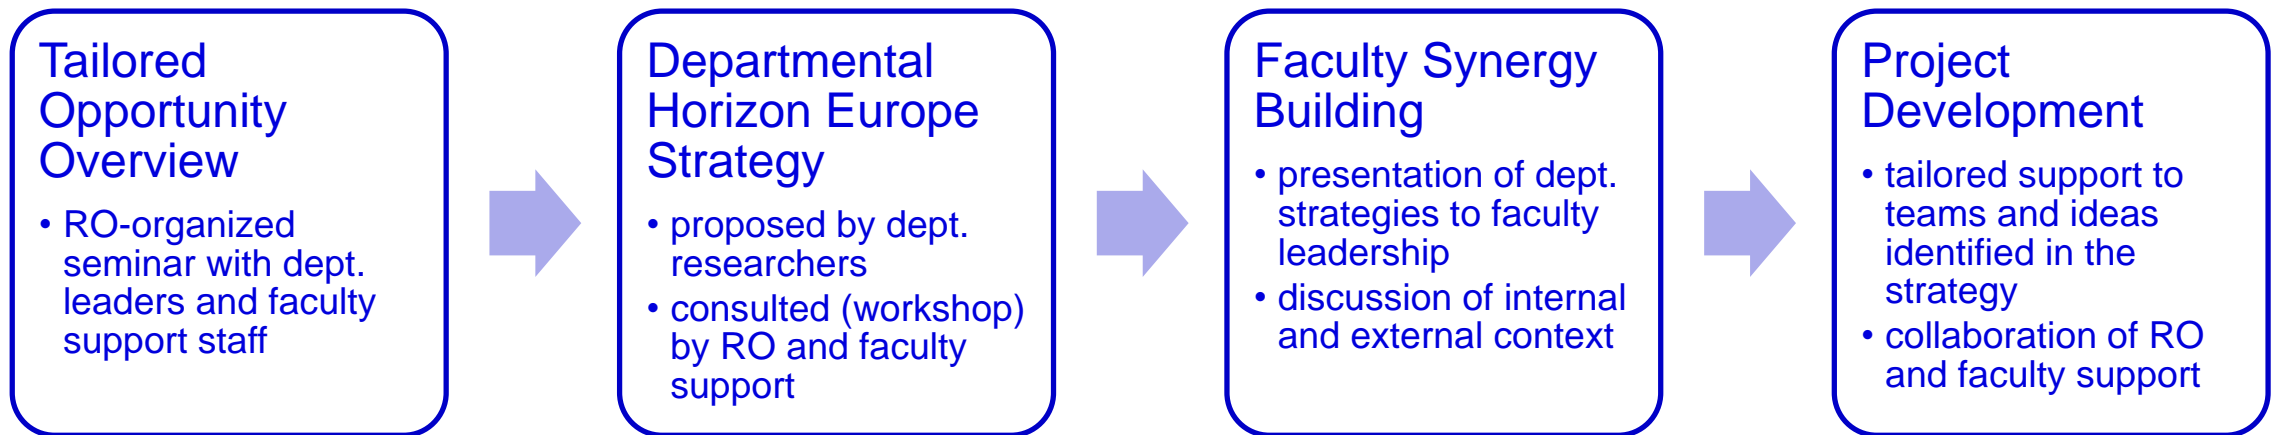 Tailored
Opportunity
Overview
• RO-organized
seminar with dept.
leaders and faculty
support staff
Departmental
Horizon Europe
Strategy
• proposed by dept.
researchers
• consulted (workshop)
by RO and faculty
support
Faculty Synergy
Building
• presentation of dept.
strategies to faculty
leadership
• discussion of internal
and external context
Project
Development
• tailored support to
teams and ideas
identified in the
strategy
• collaboration of RO
and faculty support